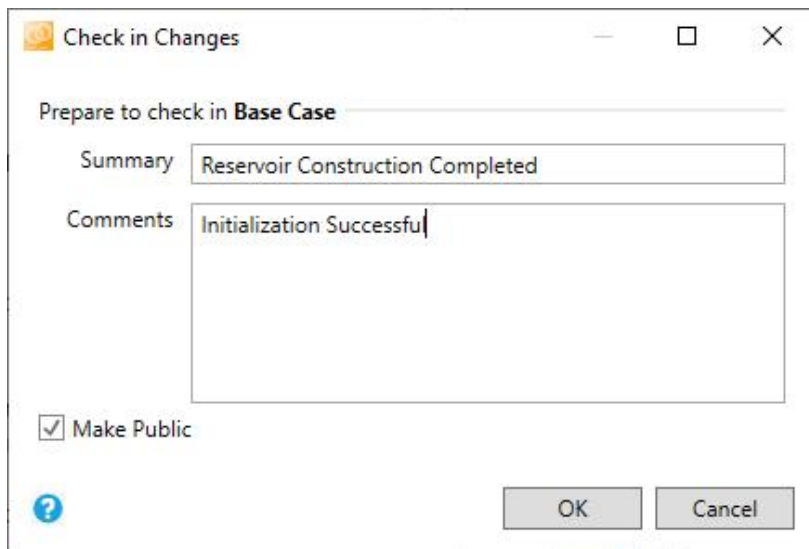 Check in Changes
Prepare to check in Base Case
Summary Reservoir Construction Completed
Comments Initialization Successful
Make Public
? OK Cancel